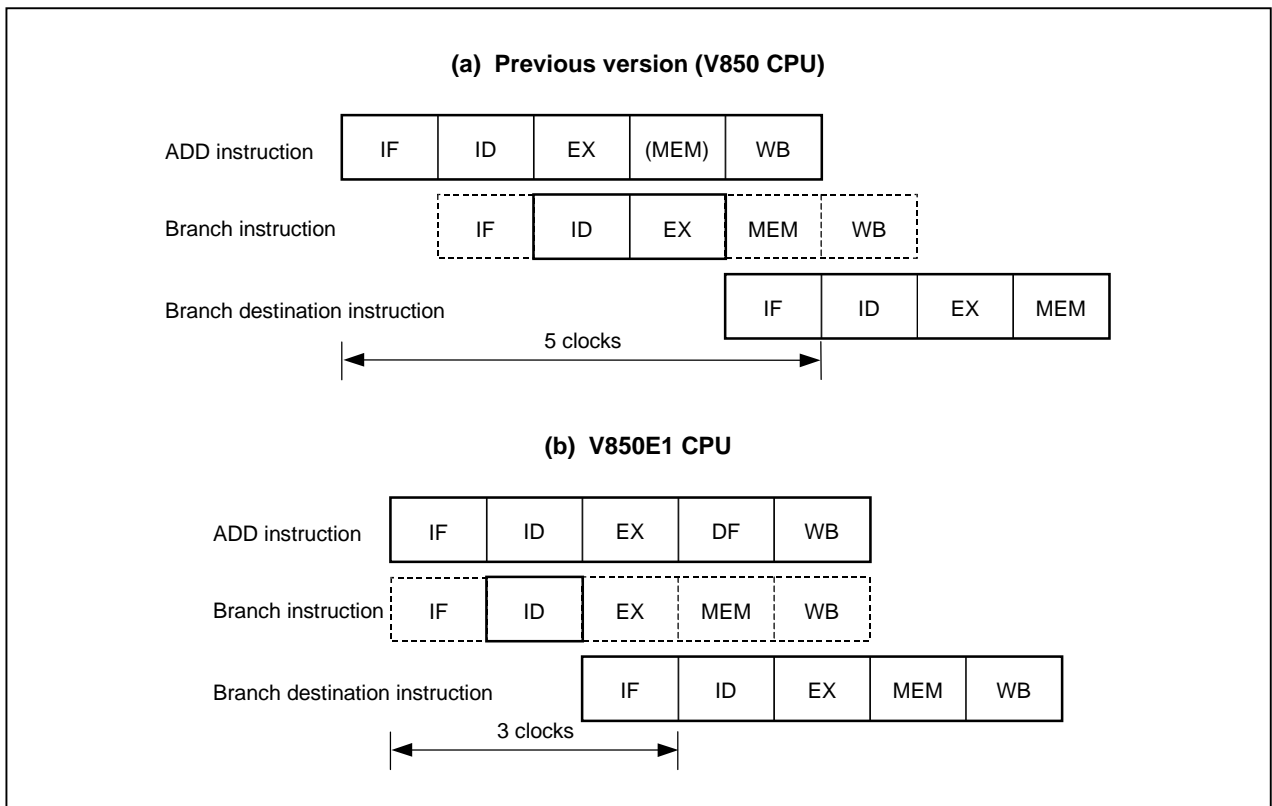 (a) Previous version (V850 CPU)
ADD instruction IF ID EX (MEM) WB
Branch instruction IF ID EX MEM WB
Branch destination instruction IF ID EX MEM
5 clocks
(b) V850E1 CPU
ADD instruction IF ID EX DF WB
Branch instruction IF ID EX MEM WB
Branch destination instruction IF ID EX MEM WB
3 clocks